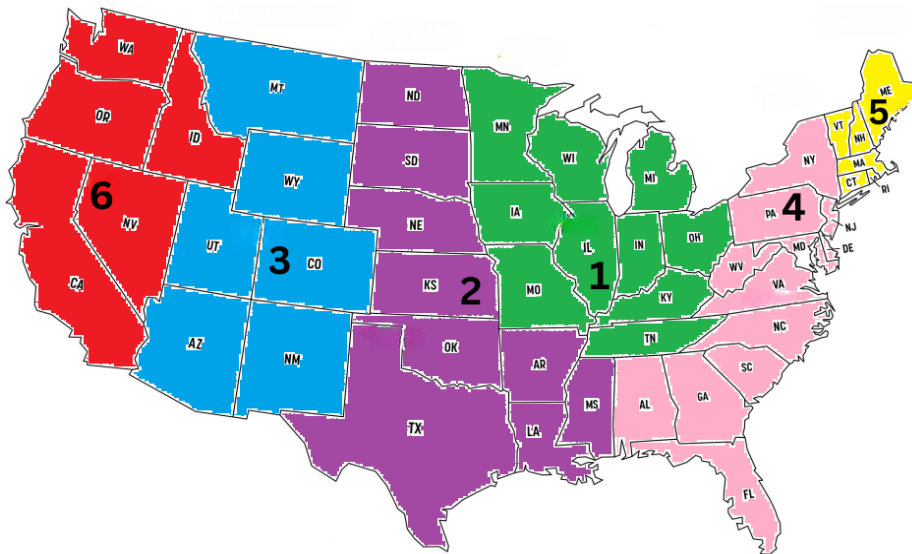 WA
MT
ND
MN
ME
5
VT
NH
OR
ID
SD
WI
MI
NY
MA
CT
RI
WY
IA
PA
4
NJ
6
NV
UT
3
CO
NE
IL
IN
OH
MD
DE
WV
VA
CA
KS
2
MO
1
KY
NC
AZ
NM
OK
AR
TN
SC
TX
LA
MS
AL
GA
FL